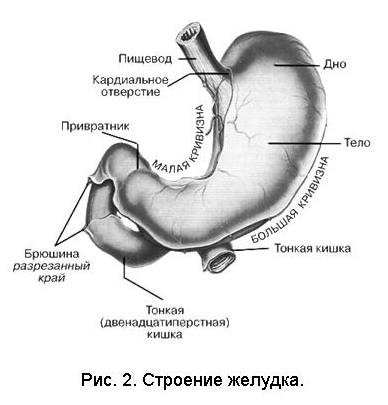 Пищевод
Кардиальное
отверстие
Дно
Привратник
МАЛАЯ КРИВИЗНА
Тело
БОЛЬШАЯ КРИВИЗНА
Брюшина
разрезанный
край
Тонкая кишка
Тонкая
(двенадцатиперстная)
кишка
Рис. 2. Строение желудка.